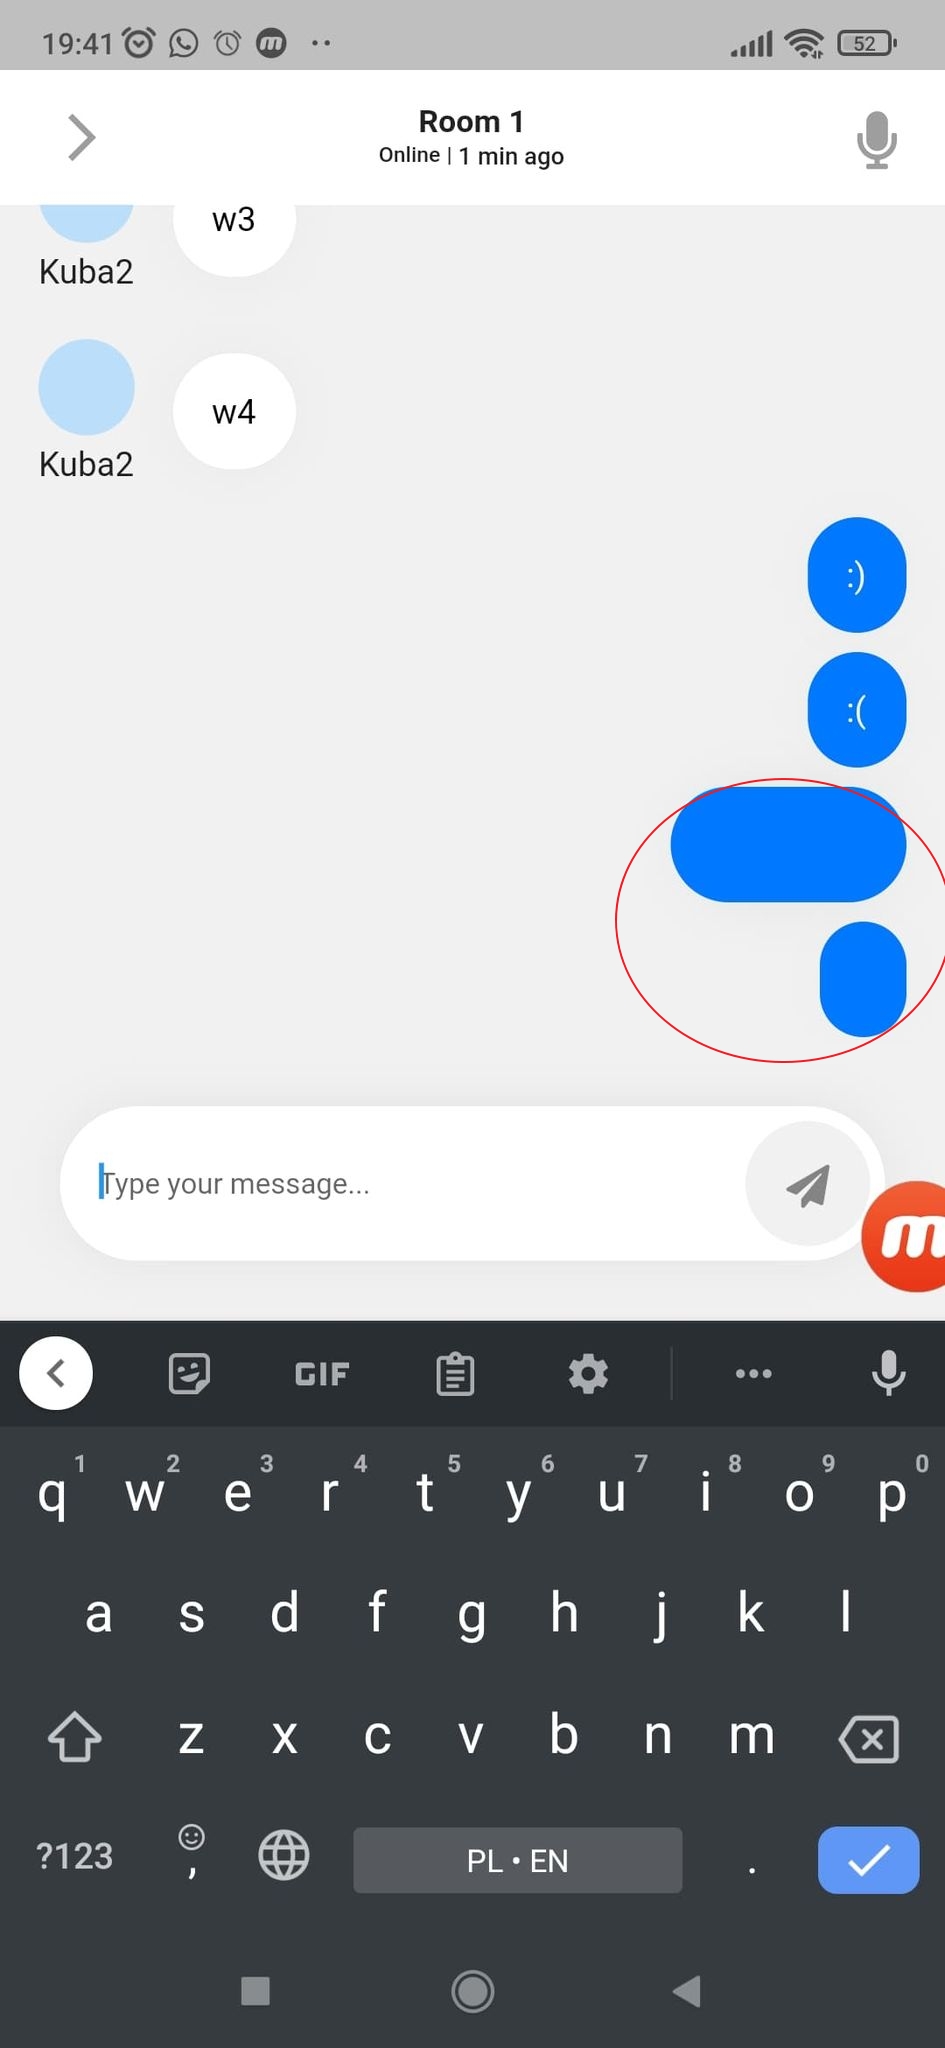 19:41
52
Room 1
Online | 1 min ago
w3
Kuba2
w4
Kuba2
:)
:(
Type your message...
m
GIF
1 2 3 4 5 6 7 8 9 0
q w e r t y u i o p
a s d f g h j k l
z x c v b n m
?123 , PL • EN .